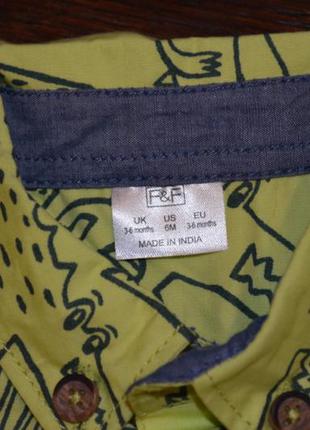 F&F
UK US EU
3-6 months 6M 3-6 months
MADE IN INDIA